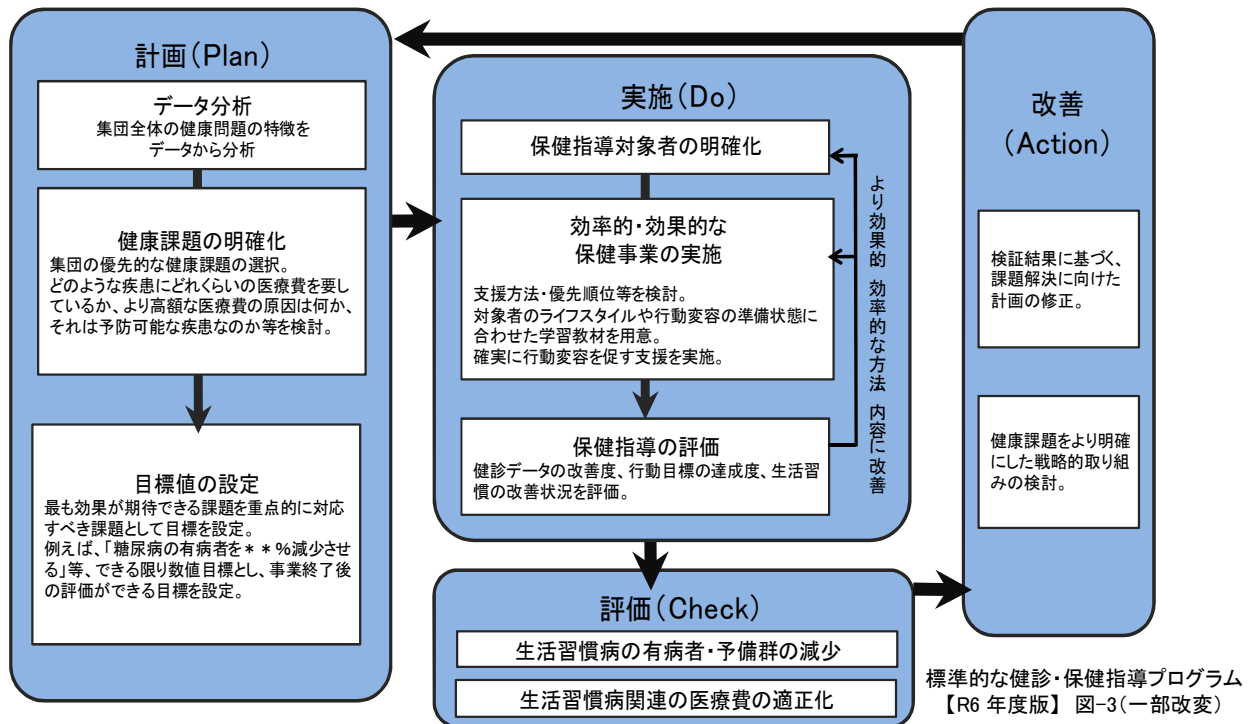 計画(Plan)
データ分析
集団全体の健康問題の特徴を
データから分析
健康課題の明確化
集団の優先的な健康課題の選択。
どのような疾患にどれくらいの医療費を要し
ているか、より高額な医療費の原因は何か、
それは予防可能な疾患なのか等を検討。
目標値の設定
最も効果が期待できる課題を重点的に対応
すべき課題として目標を設定。
例えば、「糖尿病の有病者を＊＊％減少させ
る」等、できる限り数値目標とし、事業終了後
の評価ができる目標を設定。
実施(Do)
保健指導対象者の明確化
効率的・効果的な
保健事業の実施
支援方法・優先順位等を検討。
対象者のライフスタイルや行動変容の準備状態に
合わせた学習教材を用意。
確実に行動変容を促す支援を実施。
保健指導の評価
健診データの改善度、行動目標の達成度、生活習
慣の改善状況を評価。
より効果的 効率的な方法 内容に改善
評価(Check)
生活習慣病の有病者・予備群の減少
生活習慣病関連の医療費の適正化
改善
(Action)
検証結果に基づく、
課題解決に向けた
計画の修正。
健康課題をより明確
にした戦略的取り組
みの検討。
標準的な健診・保健指導プログラム
【R6 年度版】 図-3(一部改変)